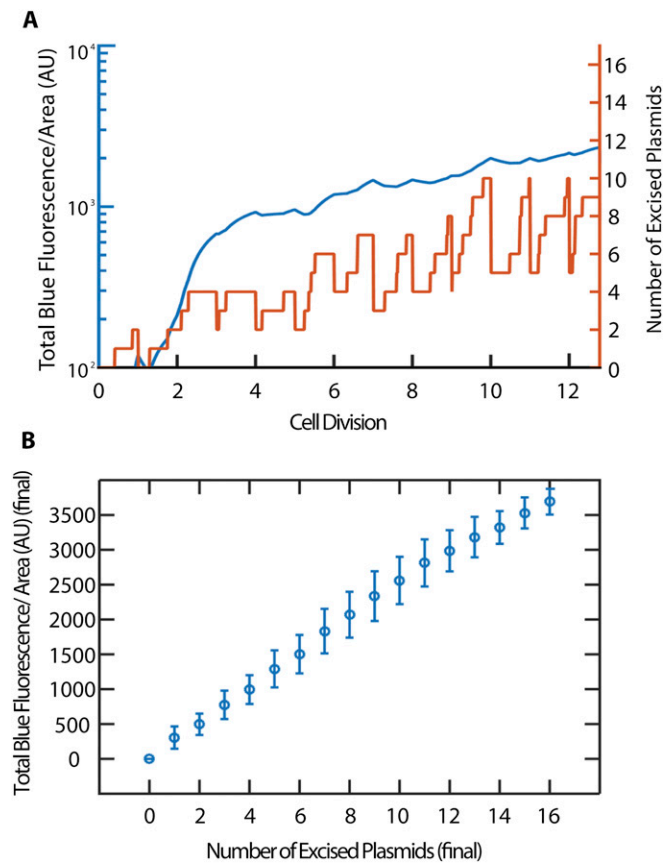 A
Total Blue Fluorescence/Area (AU)
10⁴
10³
10²
16
14
12
10
8
6
4
2
0
Number of Excised Plasmids
0 2 4 6 8 10 12
Cell Division
B
Total Blue Fluorescence/ Area (AU) (final)
3500
3000
2500
2000
1500
1000
500
0
0 2 4 6 8 10 12 14 16
Number of Excised Plasmids (final)